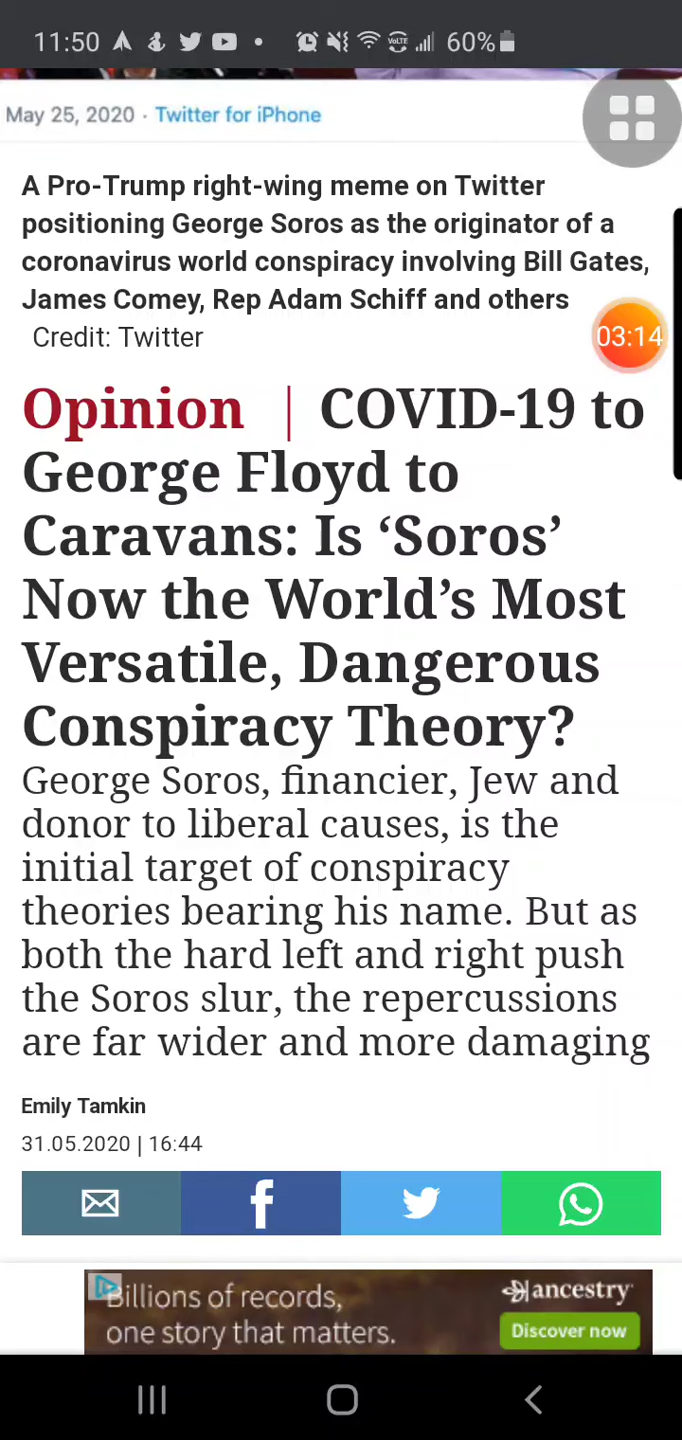 11:50
60%
May 25, 2020 · Twitter for iPhone
A Pro-Trump right-wing meme on Twitter
positioning George Soros as the originator of a
coronavirus world conspiracy involving Bill Gates,
James Comey, Rep Adam Schiff and others
Credit: Twitter
03:14
Opinion | COVID-19 to
George Floyd to
Caravans: Is ‘Soros’
Now the World’s Most
Versatile, Dangerous
Conspiracy Theory?
George Soros, financier, Jew and
donor to liberal causes, is the
initial target of conspiracy
theories bearing his name. But as
both the hard left and right push
the Soros slur, the repercussions
are far wider and more damaging
Emily Tamkin
31.05.2020 | 16:44
Billions of records,
one story that matters.
ancestry
Discover now